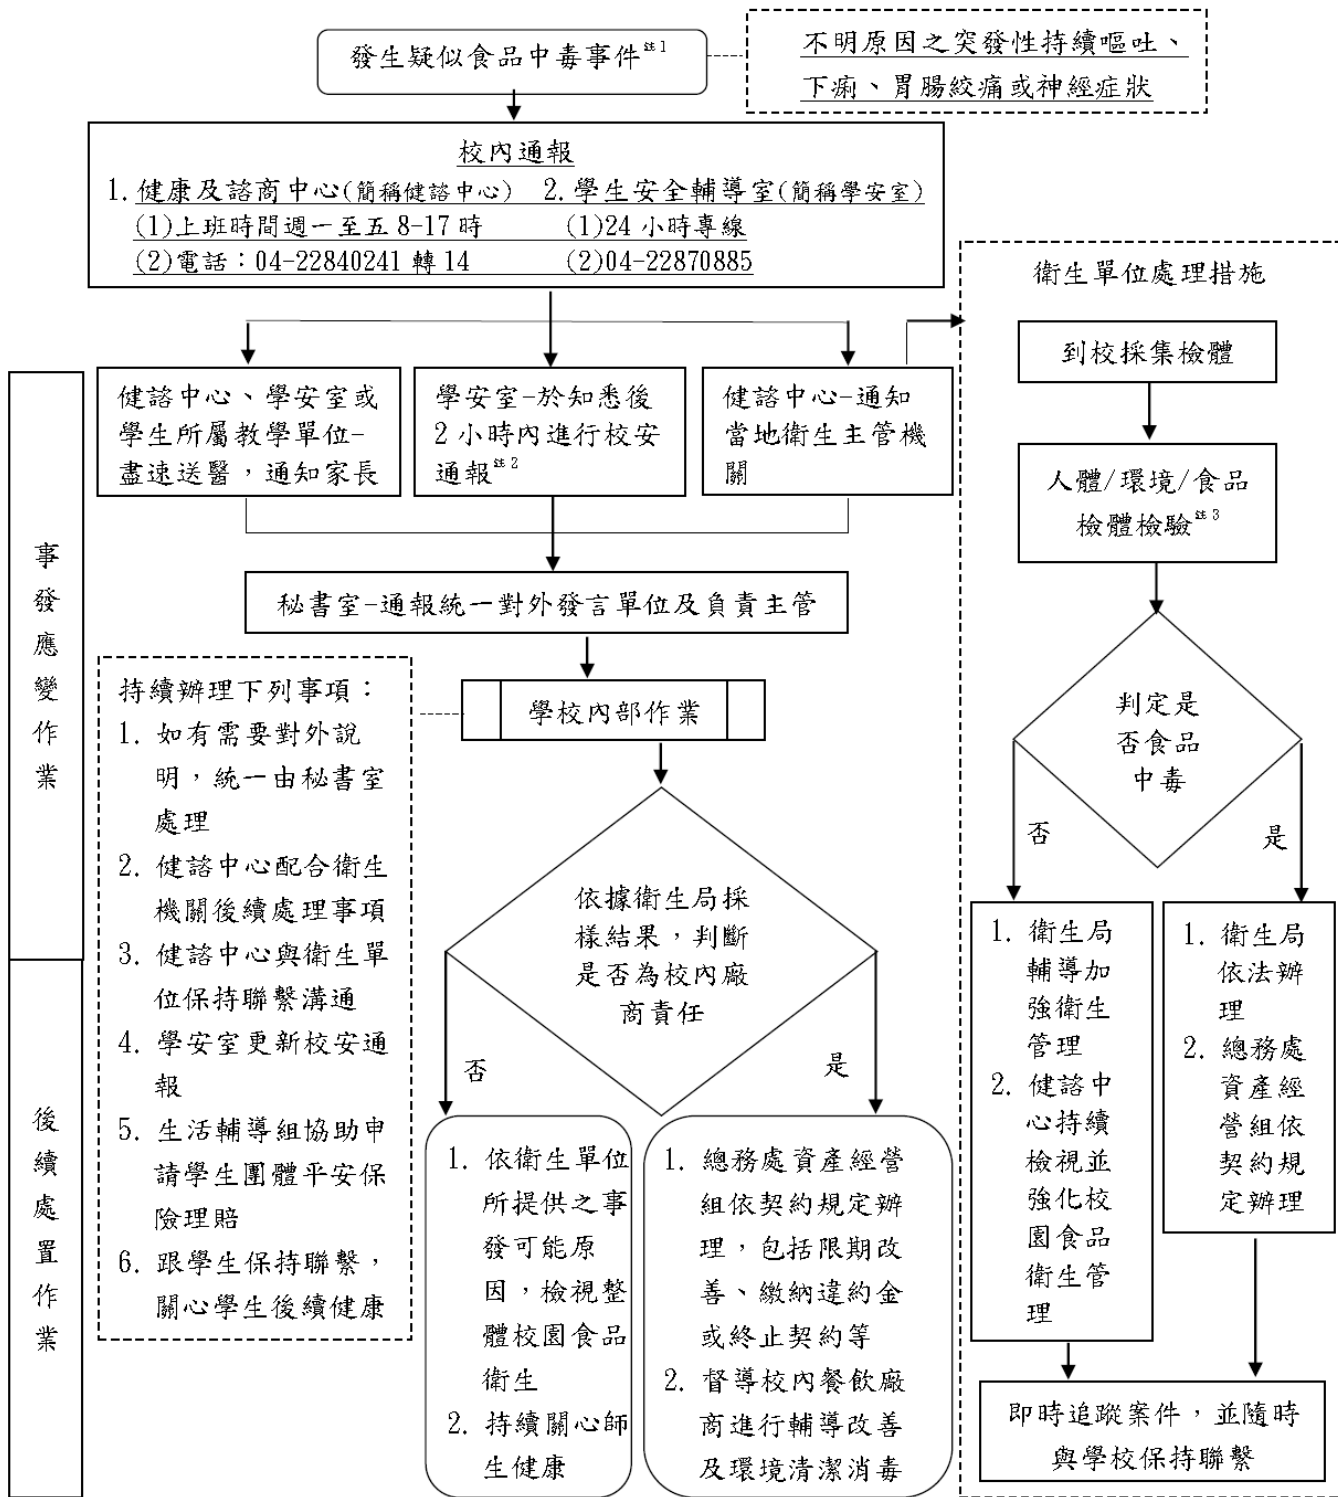 發生疑似食品中毒事件註1
不明原因之突發性持續嘔吐、
下痢、胃腸絞痛或神經症狀
校內通報
1. 健康及諮商中心(簡稱健諮中心)
(1)上班時間週一至五 8-17 時
(2)電話：04-22840241 轉 14
2. 學生安全輔導室(簡稱學安室)
(1)24 小時專線
(2)04-22870885
事發應變作業
健諮中心、學安室或
學生所屬教學單位-
盡速送醫，通知家長
學安室-於知悉後
2 小時內進行校安
通報註2
健諮中心-通知
當地衛生主管機
關
秘書室-通報統一對外發言單位及負責主管
學校內部作業
持續辦理下列事項：
1. 如有需要對外說
明，統一由秘書室
處理
2. 健諮中心配合衛生
機關後續處理事項
3. 健諮中心與衛生單
位保持聯繫溝通
4. 學安室更新校安通
報
5. 生活輔導組協助申
請學生團體平安保
險理賠
6. 跟學生保持聯繫，
關心學生後續健康
後續處置作業
依據衛生局採
樣結果，判斷
是否為校內廠
商責任
否
是
1. 依衛生單位
所提供之事
發可能原
因，檢視整
體校園食品
衛生
2. 持續關心師
生健康
1. 總務處資產經營
組依契約規定辦
理，包括限期改
善、繳納違約金
或終止契約等
2. 督導校內餐飲廠
商進行輔導改善
及環境清潔消毒
衛生單位處理措施
到校採集檢體
人體/環境/食品
檢體檢驗註3
判定是
否食品
中毒
否
是
1. 衛生局
輔導加
強衛生
管理
2. 健諮中
心持續
檢視並
強化校
園食品
衛生管
理
1. 衛生局
依法辦
理
2. 總務處
資產經
營組依
契約規
定辦理
即時追蹤案件，並隨時
與學校保持聯繫